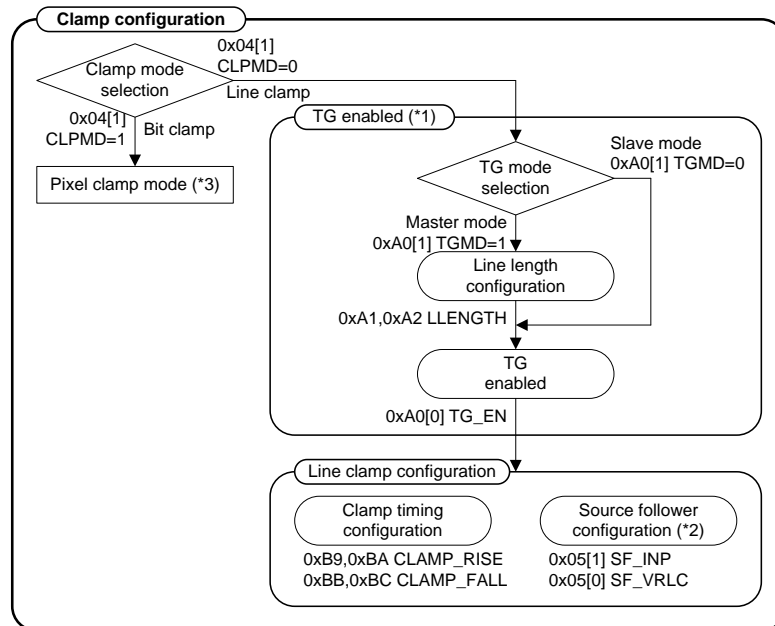 Clamp configuration
0x04[1]
CLPMD=0
Clamp mode
selection
Line clamp
0x04[1]
CLPMD=1
Bit clamp
Pixel clamp mode (*3)
TG enabled (*1)
Slave mode
0xA0[1] TGMD=0
TG mode
selection
Master mode
0xA0[1] TGMD=1
Line length
configuration
0xA1,0xA2 LLENGTH
TG
enabled
0xA0[0] TG_EN
Line clamp configuration
Clamp timing
configuration
0xB9,0xBA CLAMP_RISE
0xBB,0xBC CLAMP_FALL
Source follower
configuration (*2)
0x05[1] SF_INP
0x05[0] SF_VRLC